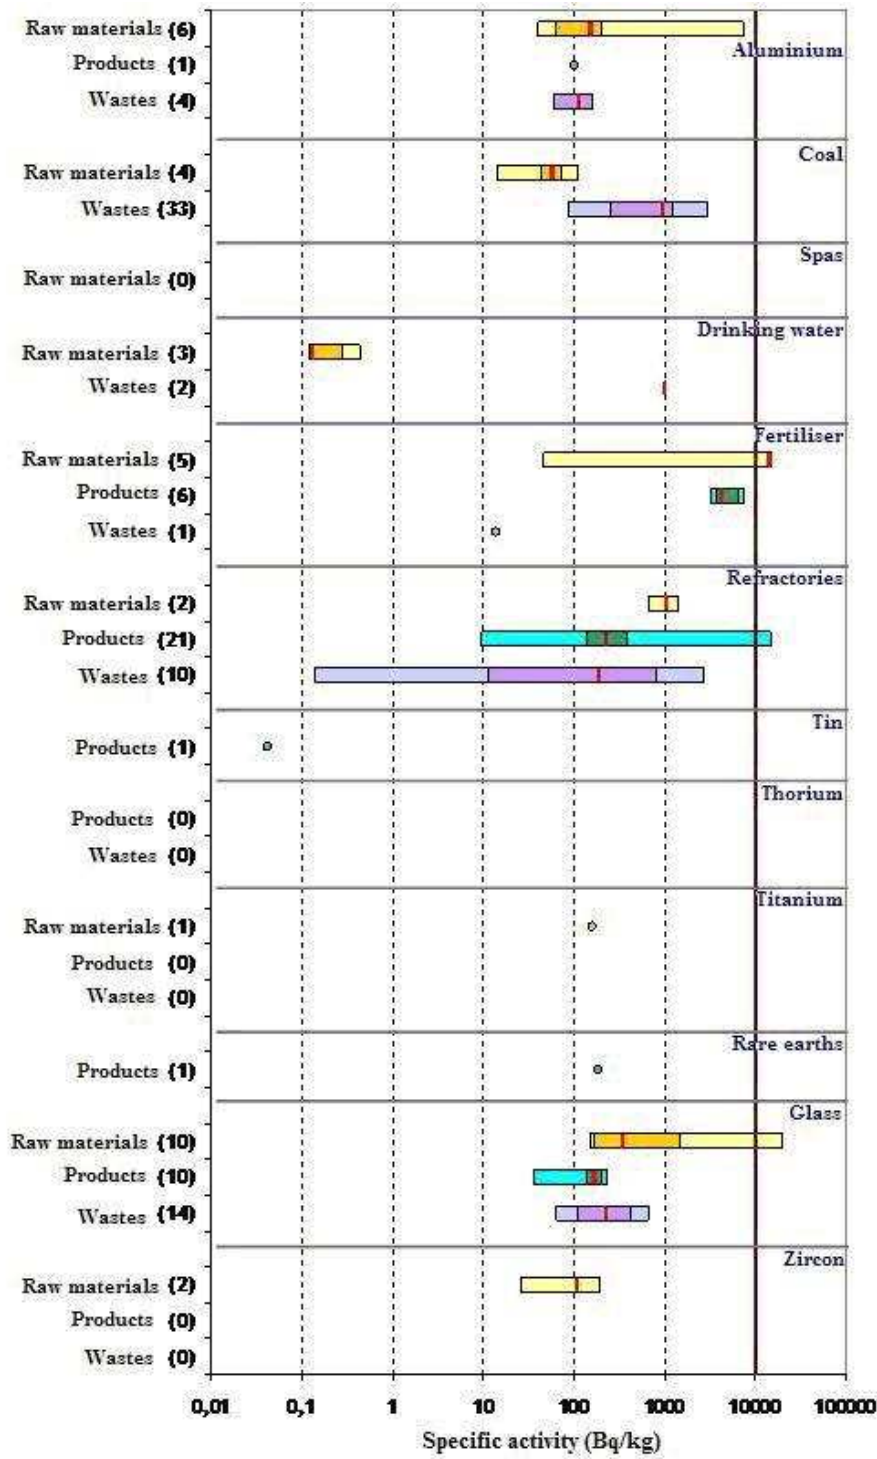 Raw materials (6)
Aluminium
Products (1)
Wastes (4)
Coal
Raw materials (4)
Wastes (33)
Spas
Raw materials (0)
Drinking water
Raw materials (3)
Wastes (2)
Fertiliser
Raw materials (5)
Products (6)
Wastes (1)
Refractories
Raw materials (2)
Products (21)
Wastes (10)
Tin
Products (1)
Thorium
Products (0)
Wastes (0)
Titanium
Raw materials (1)
Products (0)
Wastes (0)
Rare earths
Products (1)
Glass
Raw materials (10)
Products (10)
Wastes (14)
Zircon
Raw materials (2)
Products (0)
Wastes (0)
0,01 0,1 1 10 100 1000 10000 100000
Specific activity (Bq/kg)